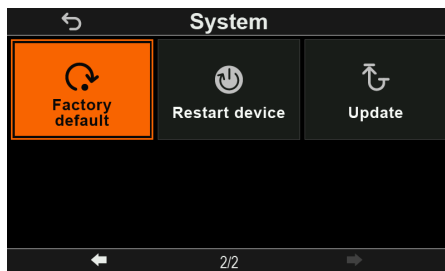 System
Factory
default
Restart device
Update
2/2